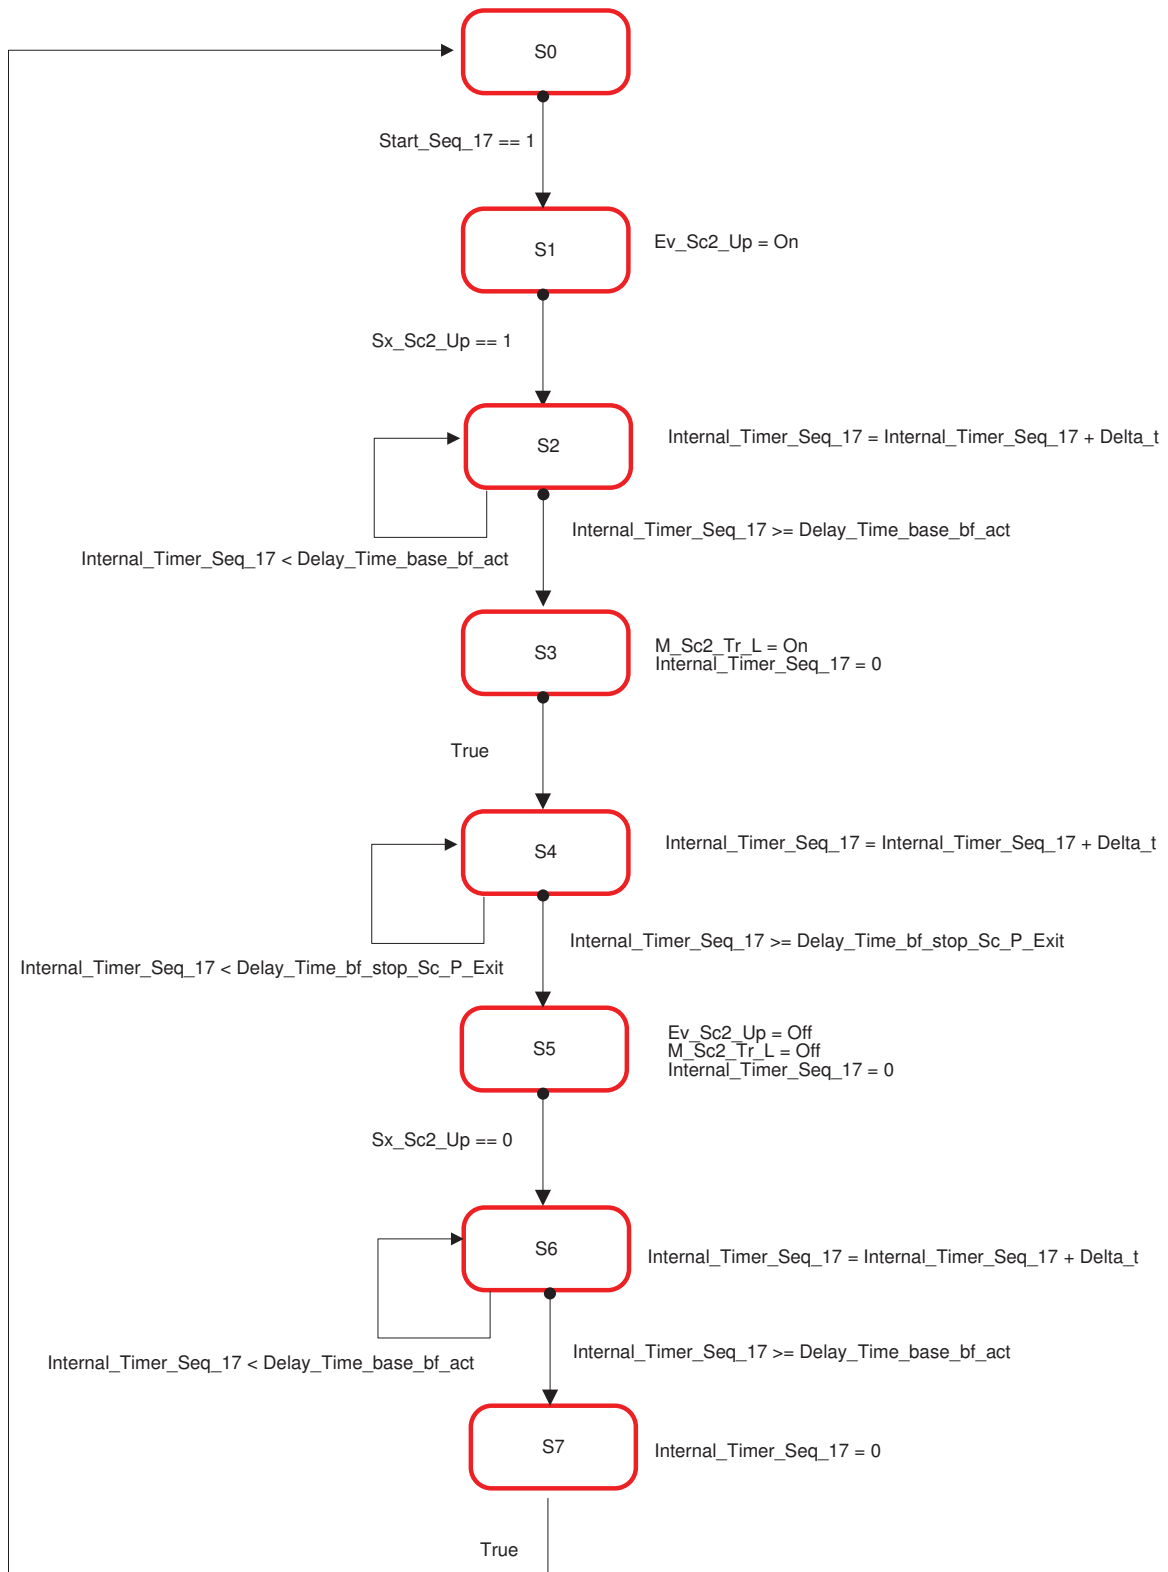 S0
Start_Seq_17 == 1
S1
Ev_Sc2_Up = On
Sx_Sc2_Up == 1
S2
Internal_Timer_Seq_17 = Internal_Timer_Seq_17 + Delta_t
Internal_Timer_Seq_17 >= Delay_Time_base_bf_act
Internal_Timer_Seq_17 < Delay_Time_base_bf_act
S3
M_Sc2_Tr_L = On
Internal_Timer_Seq_17 = 0
True
S4
Internal_Timer_Seq_17 = Internal_Timer_Seq_17 + Delta_t
Internal_Timer_Seq_17 >= Delay_Time_bf_stop_Sc_P_Exit
Internal_Timer_Seq_17 < Delay_Time_bf_stop_Sc_P_Exit
S5
Ev_Sc2_Up = Off
M_Sc2_Tr_L = Off
Internal_Timer_Seq_17 = 0
Sx_Sc2_Up == 0
S6
Internal_Timer_Seq_17 = Internal_Timer_Seq_17 + Delta_t
Internal_Timer_Seq_17 >= Delay_Time_base_bf_act
Internal_Timer_Seq_17 < Delay_Time_base_bf_act
S7
Internal_Timer_Seq_17 = 0
True